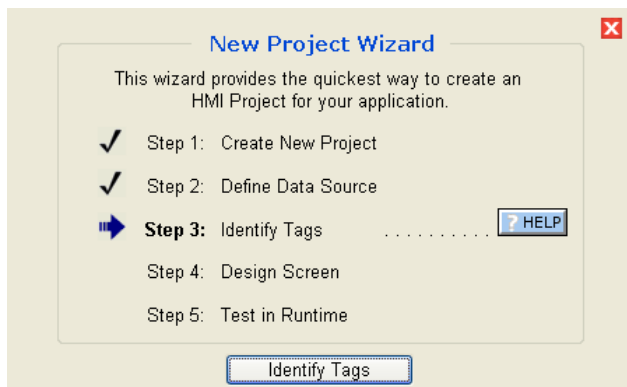 New Project Wizard
This wizard provides the quickest way to create an
HMI Project for your application.
Step 1: Create New Project
Step 2: Define Data Source
Step 3: Identify Tags . . . . . . . . . . ? HELP
Step 4: Design Screen
Step 5: Test in Runtime
Identify Tags